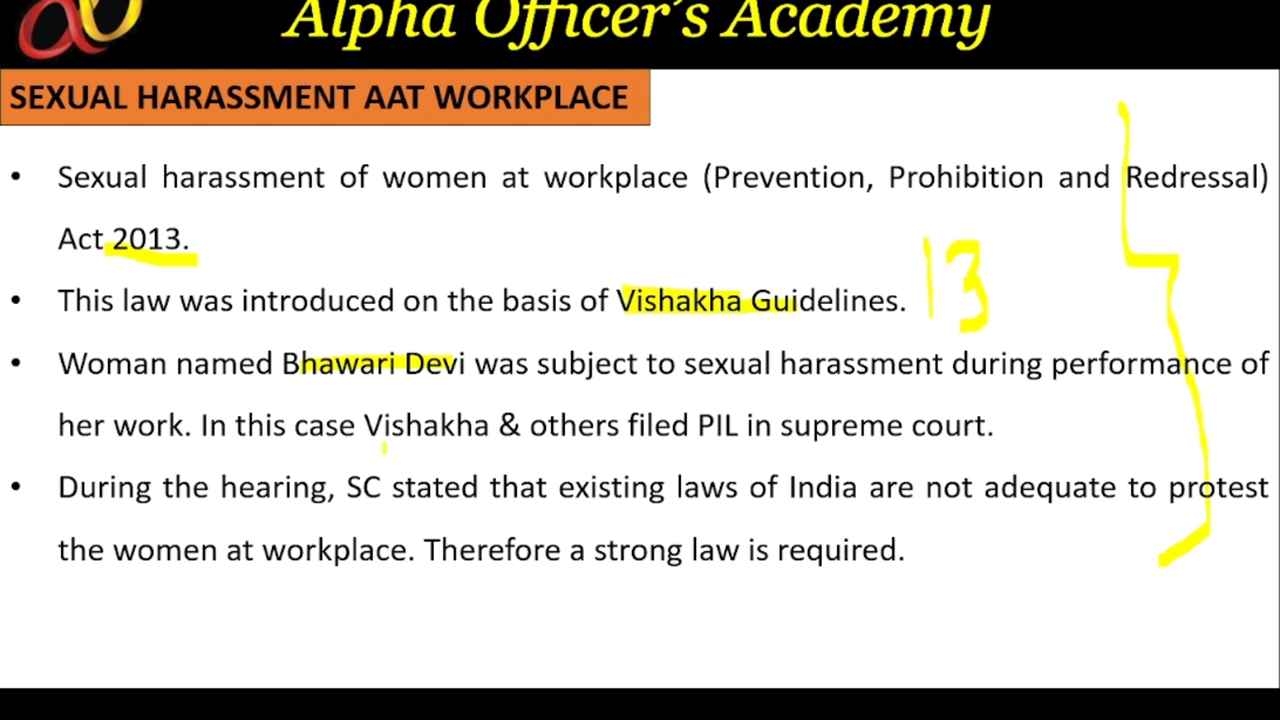 Alpha Officer's Academy
SEXUAL HARASSMENT AAT WORKPLACE
• Sexual harassment of women at workplace (Prevention, Prohibition and Redressal)
Act 2013.
• This law was introduced on the basis of Vishakha Guidelines.
13
• Woman named Bhawari Devi was subject to sexual harassment during performance of
her work. In this case Vishakha & others filed PIL in supreme court.
• During the hearing, SC stated that existing laws of India are not adequate to protest
the women at workplace. Therefore a strong law is required.